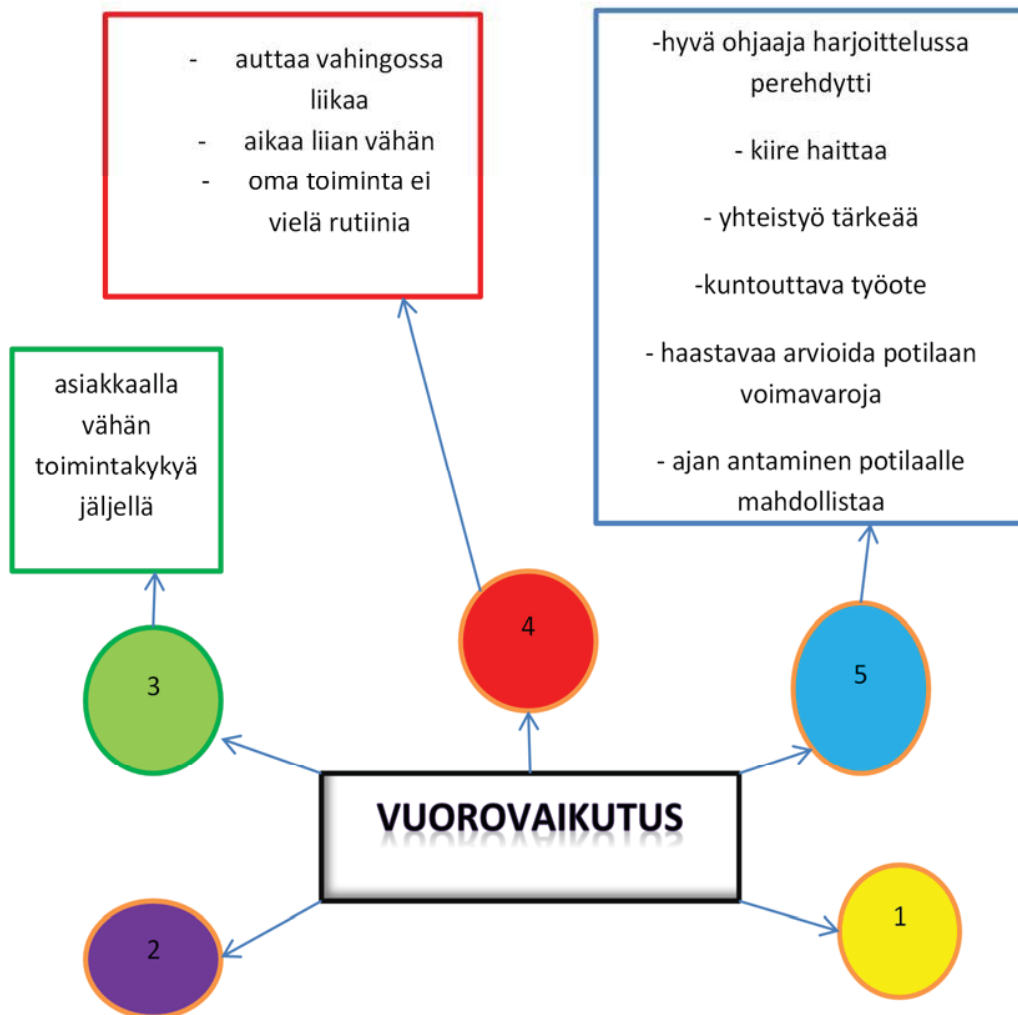 - auttaa vahingossa
liikaa
- aikaa liian vähän
- oma toiminta ei
vielä rutiinia
-hyvä ohjaaja harjoittelussa
perehdytti
- kiire haittaa
- yhteistyö tärkeää
-kuntouttava työote
- haastavaa arvioida potilaan
voimavaroja
- ajan antaminen potilaalle
mahdollistaa
asiakkaalla
vähän
toimintakykyä
jäljellä
4
3
5
VUOROVAIKUTUS
2
1